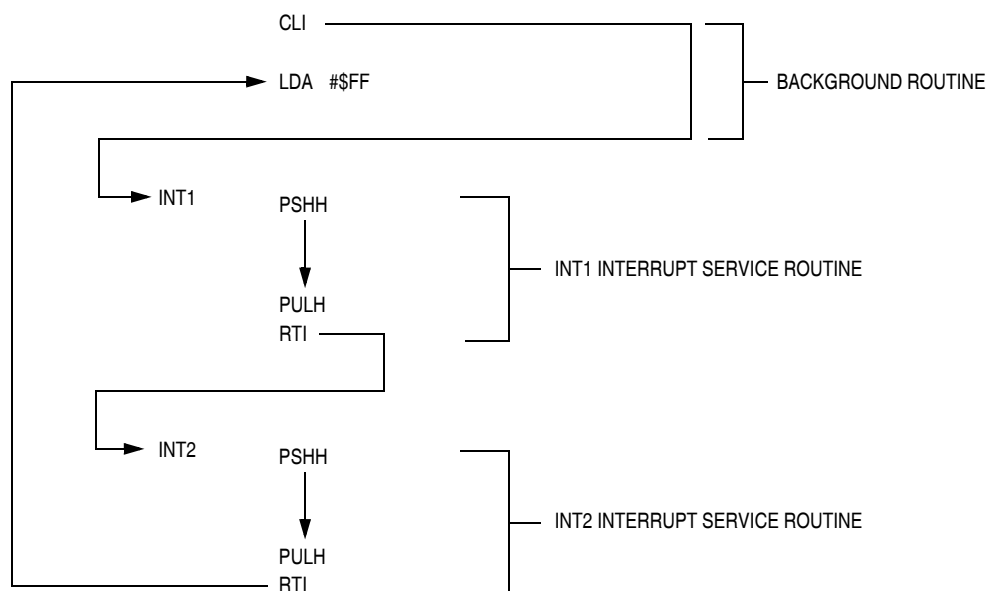 CLI
LDA #$FF
BACKGROUND ROUTINE
INT1
PSHH
INT1 INTERRUPT SERVICE ROUTINE
PULH
RTI
INT2
PSHH
INT2 INTERRUPT SERVICE ROUTINE
PULH
RTI